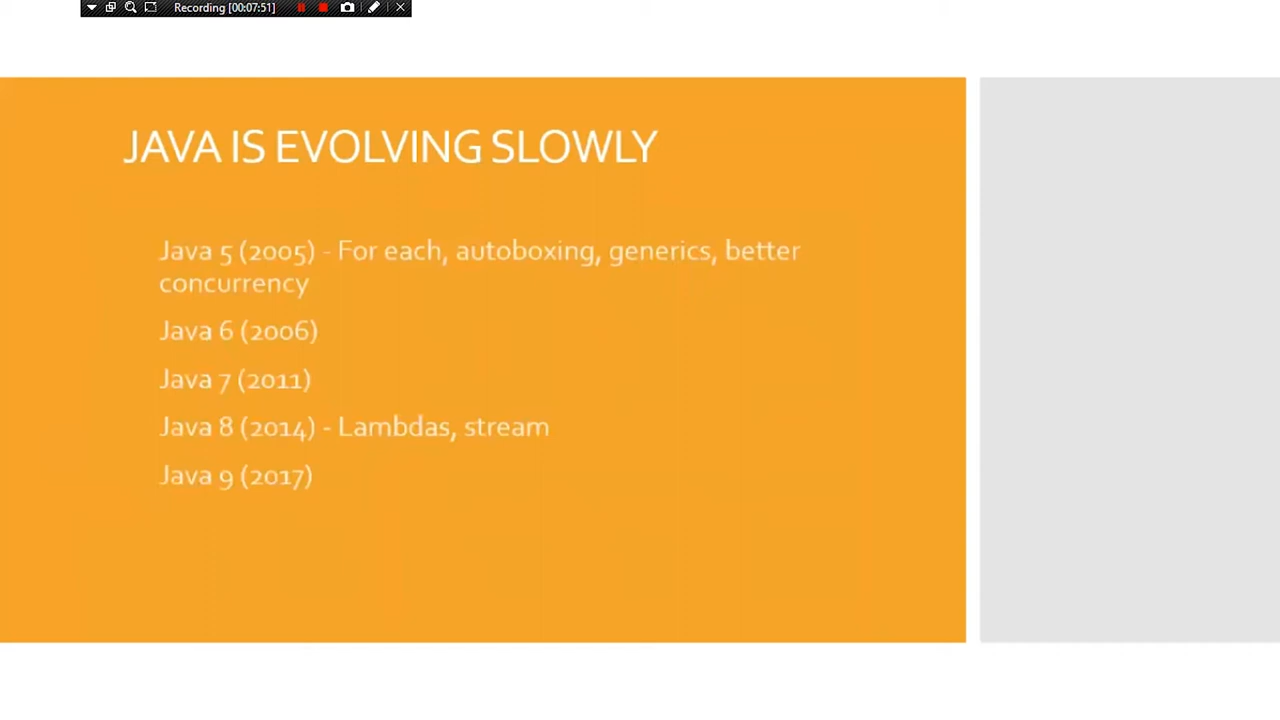 Recording [00:07:51]
JAVA IS EVOLVING SLOWLY
Java 5 (2005) - For each, autoboxing, generics, better
concurrency
Java 6 (2006)
Java 7 (2011)
Java 8 (2014) - Lambdas, stream
Java 9 (2017)